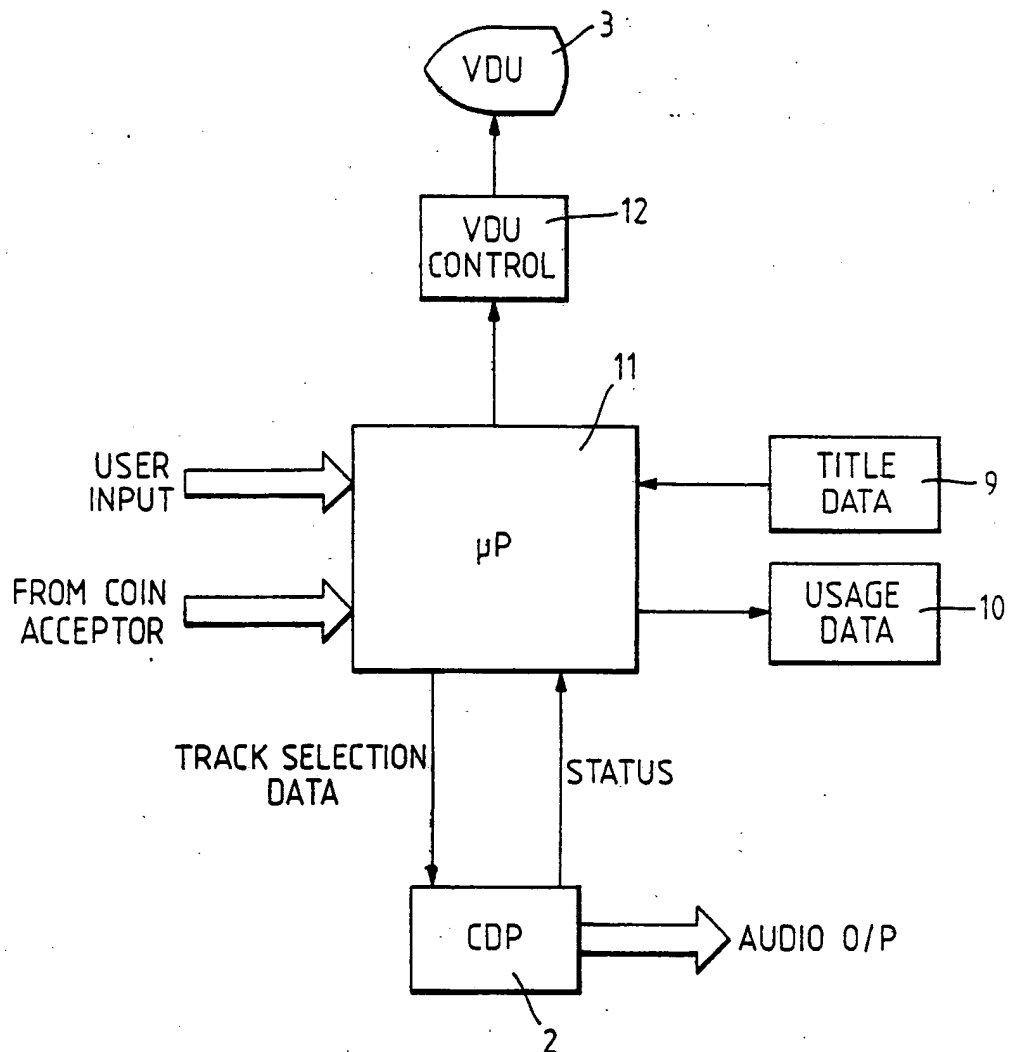 3
VDU
12
VDU
CONTROL
11
USER
INPUT
TITLE
DATA
9
µP
FROM COIN
ACCEPTOR
USAGE
DATA
10
TRACK SELECTION
DATA
STATUS
CDP
AUDIO O/P
2